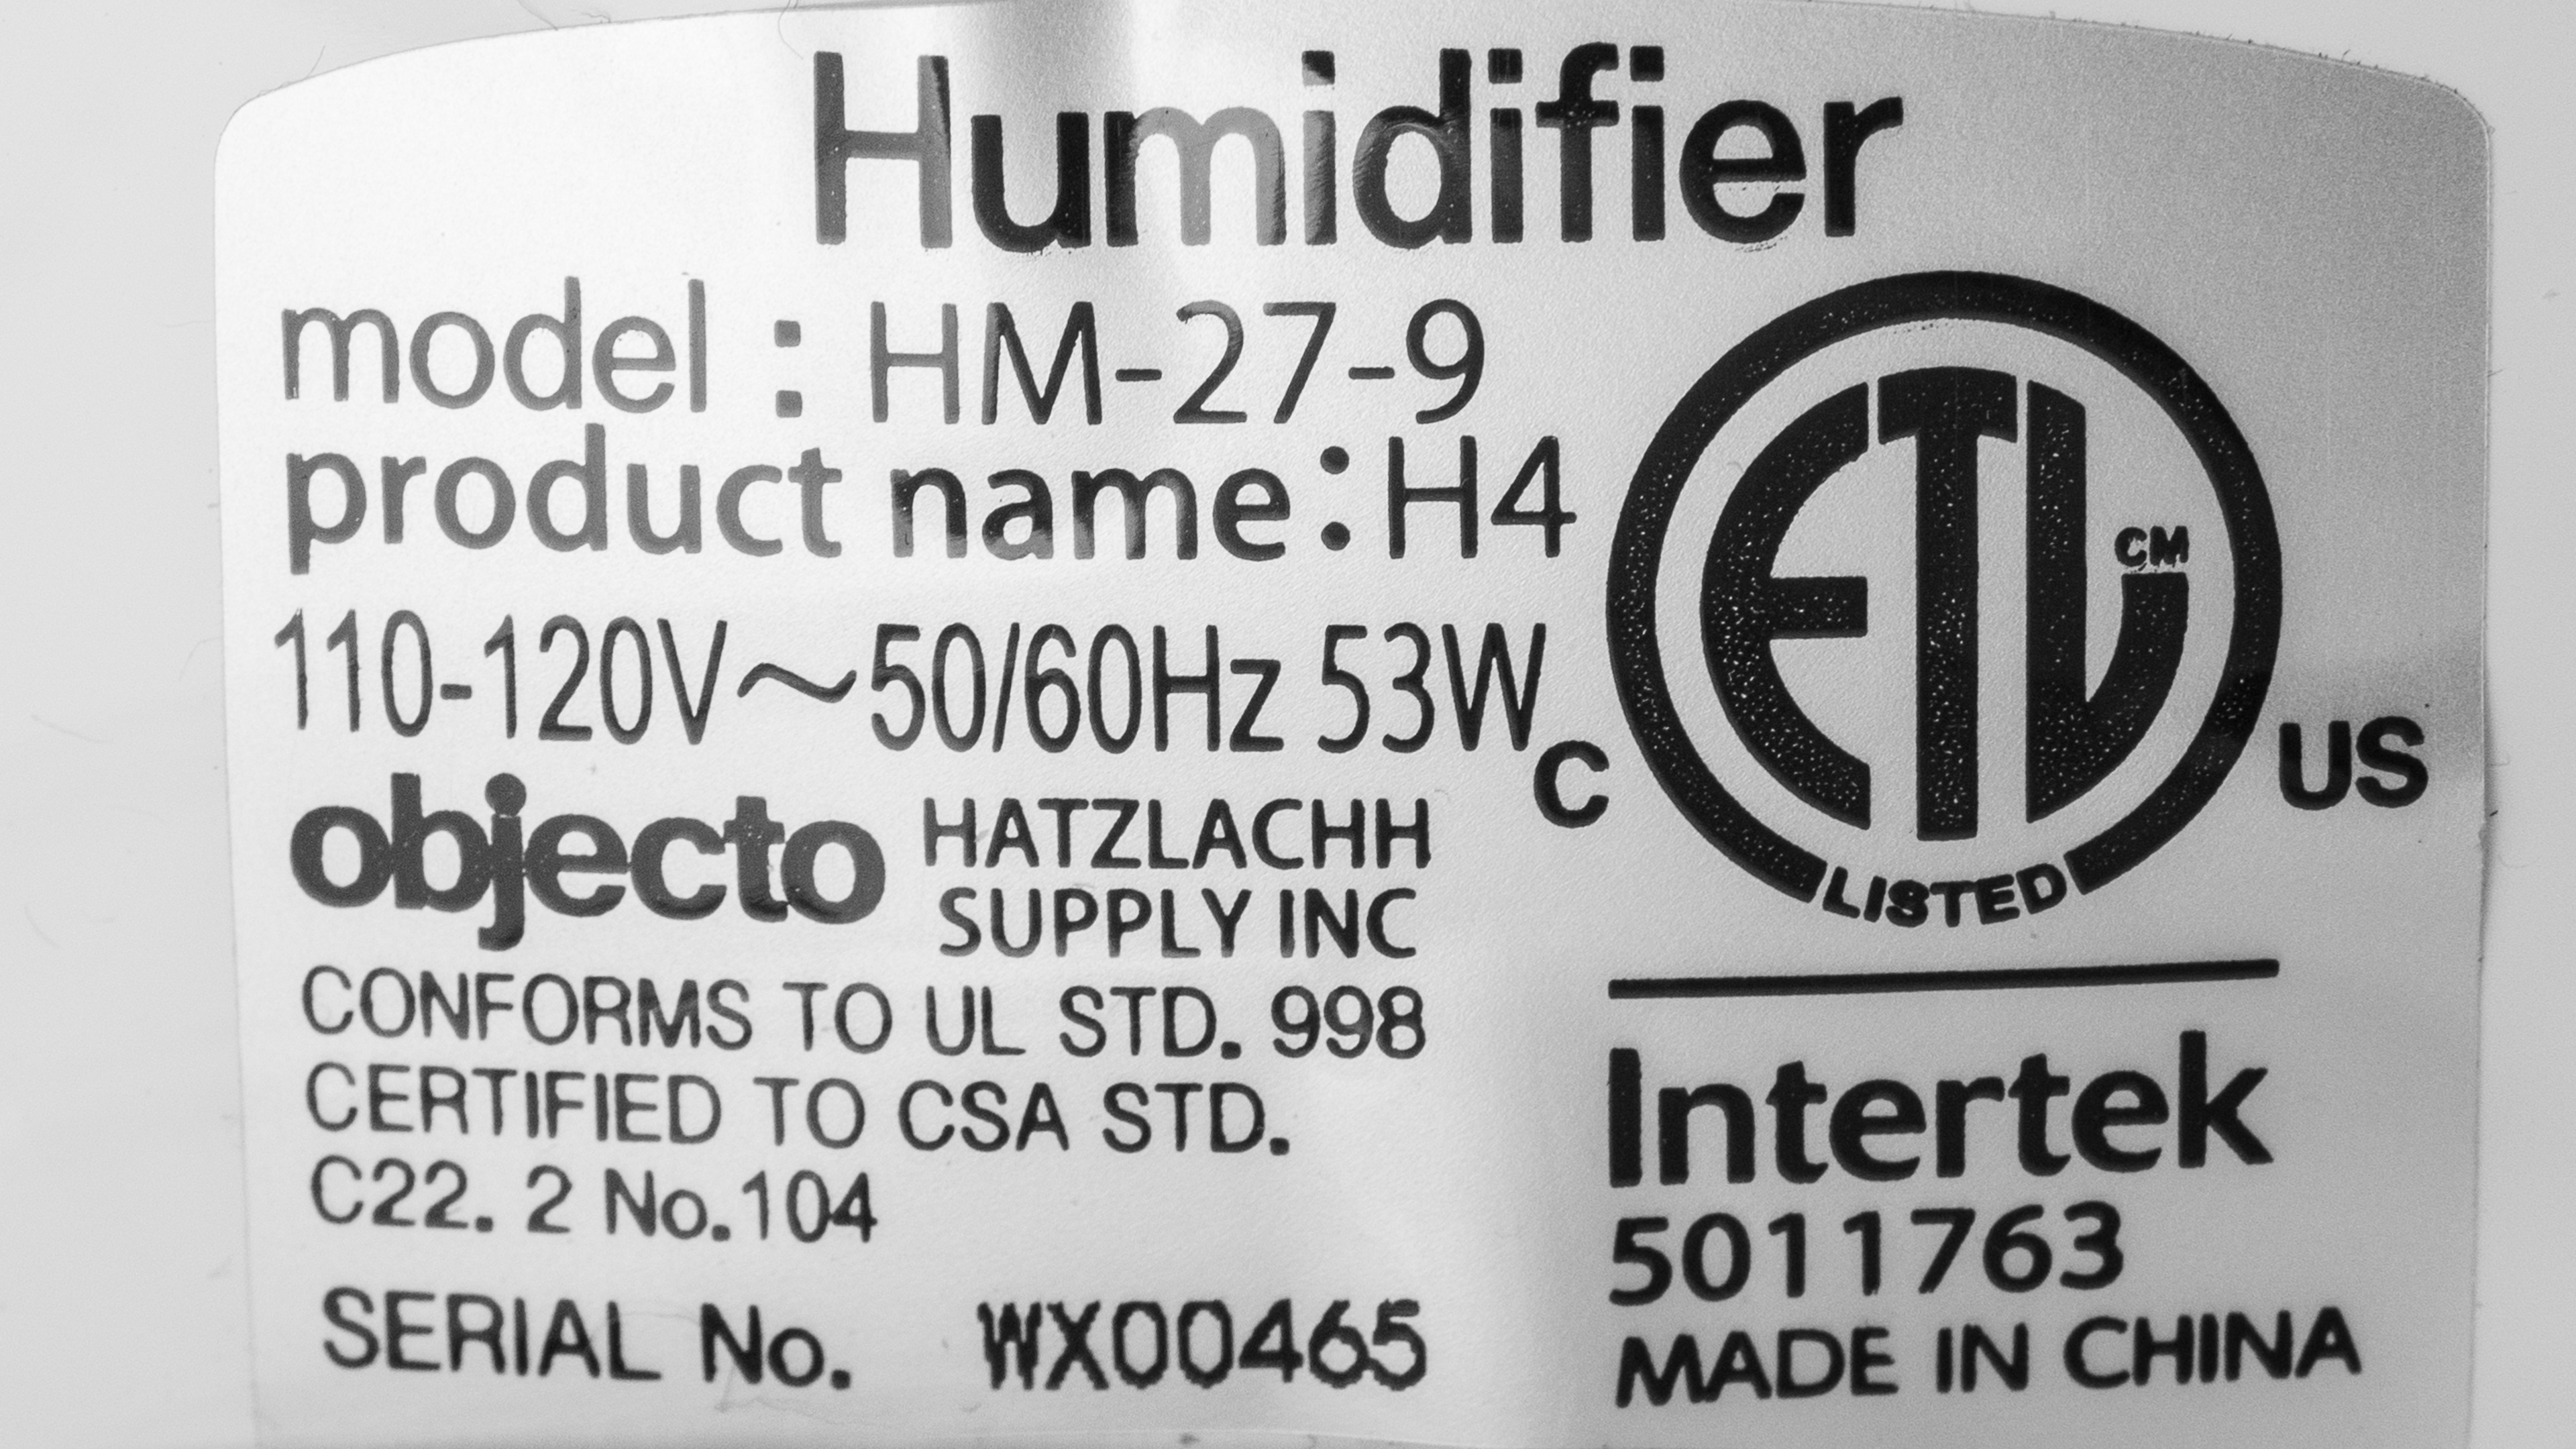 Humidifier
model : HM-27-9
product name:H4
110-120V~50/60Hz 53W
objecto HATZLACHH
SUPPLY INC
CONFORMS TO UL STD. 998
CERTIFIED TO CSA STD.
C22. 2 No.104
SERIAL No. WX00465
ETL
CM
C
US
LISTED
Intertek
5011763
MADE IN CHINA